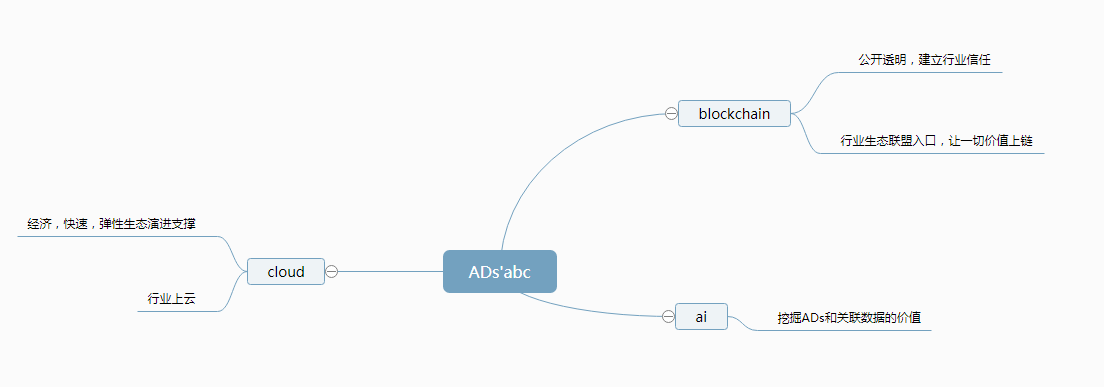 公开透明，建立行业信任
blockchain
行业生态联盟入口，让一切价值上链
经济，快速，弹性生态演进支撑
cloud
ADs'abc
行业上云
ai
挖掘ADs和关联数据的价值